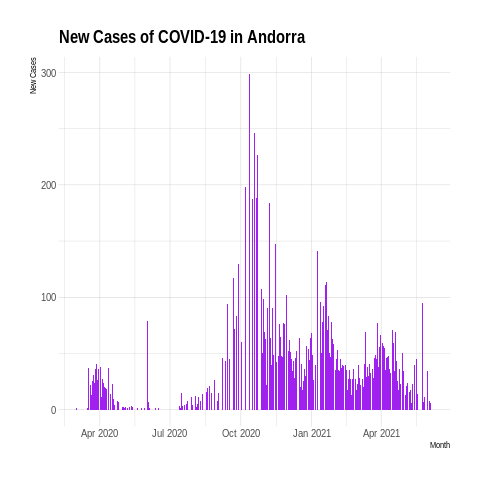 New Cases of COVID-19 in Andorra
New Cases
300
200
100
0
Apr 2020 Jul 2020 Oct 2020 Jan 2021 Apr 2021
Month